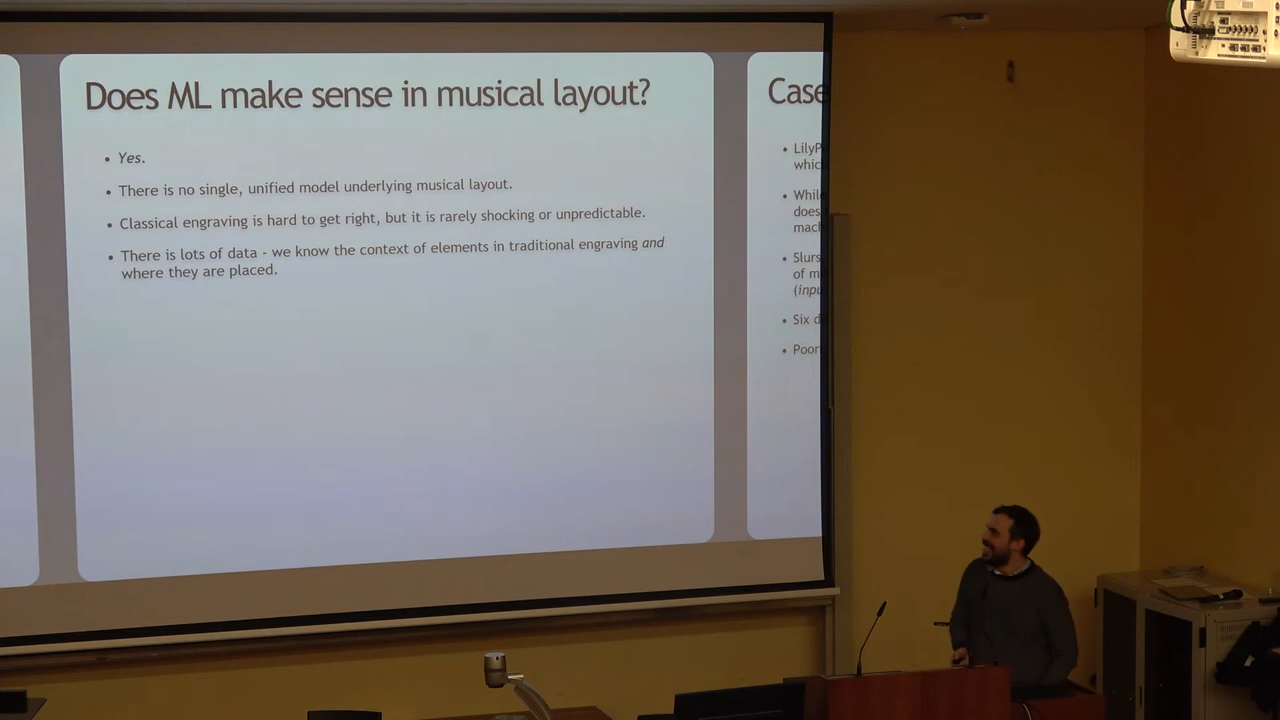 Does ML make sense in musical layout?
• Yes.
• There is no single, unified model underlying musical layout.
• Classical engraving is hard to get right, but it is rarely shocking or unpredictable.
• There is lots of data - we know the context of elements in traditional engraving and
where they are placed.
Case
• LilyP
whic
• While
does
mach
• Slurs
of m
(inpu
• Six d
• Poor